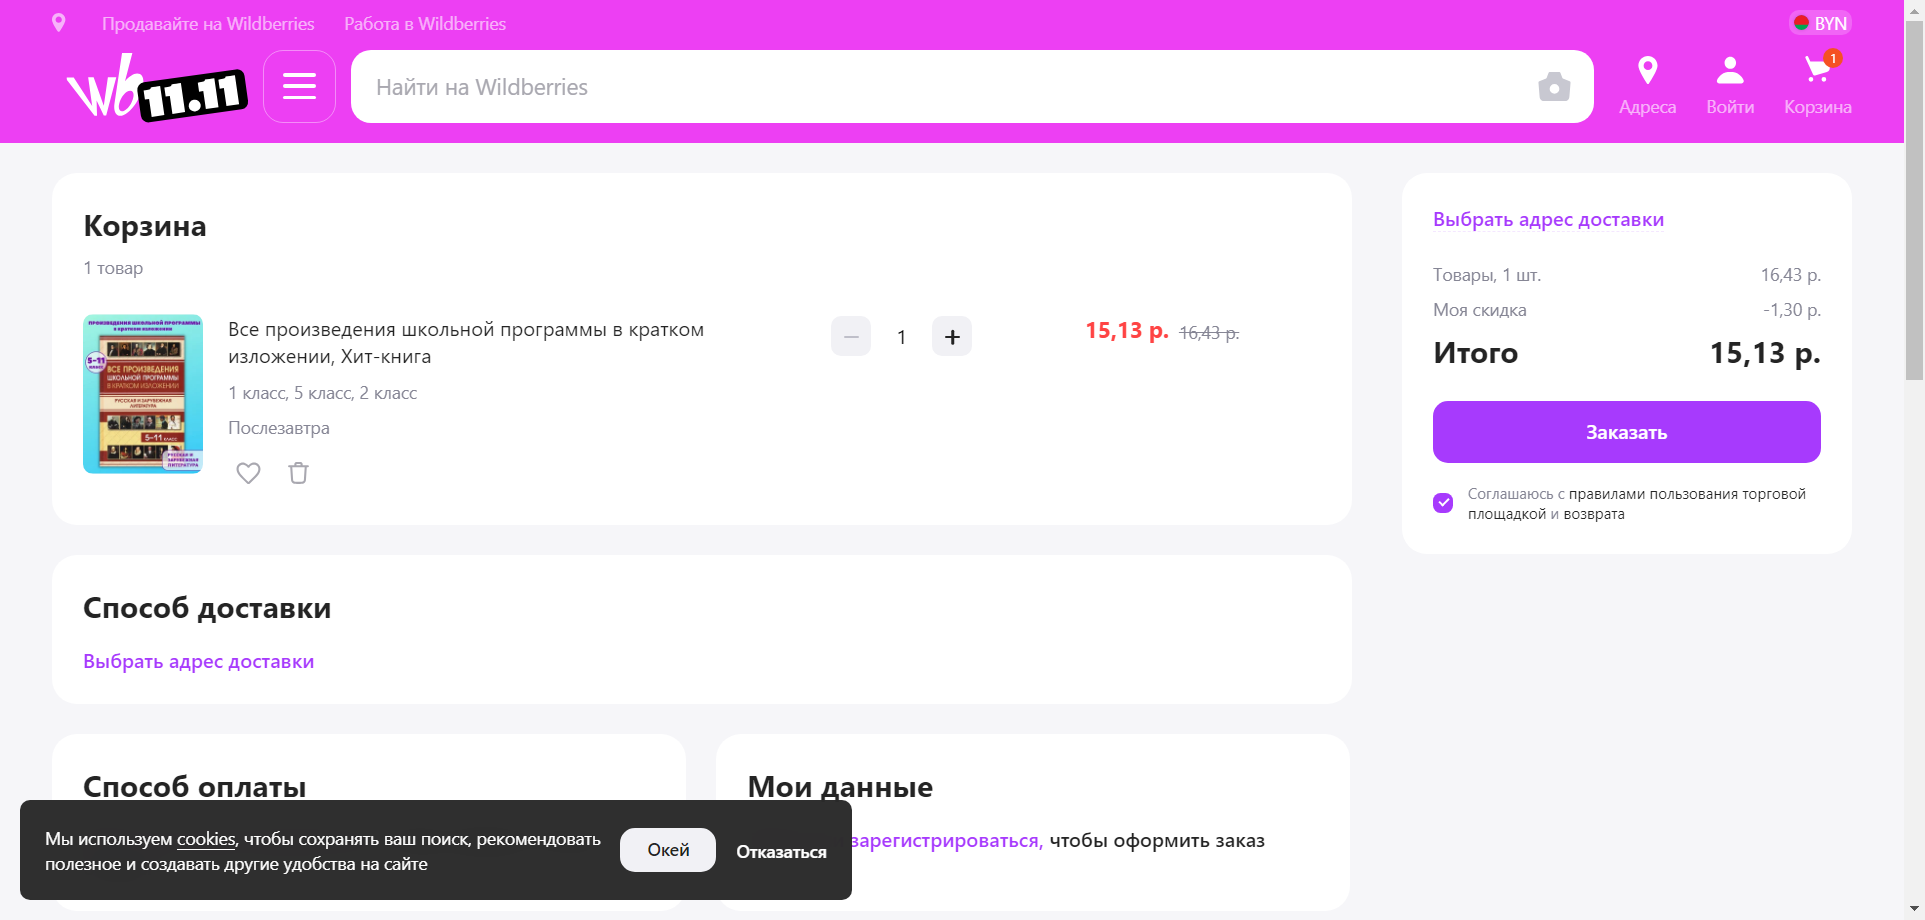 Продавайте на Wildberries
Работа в Wildberries
BYN
wb 11.11
Найти на Wildberries
Адреса
Войти
1
Корзина
Корзина
1 товар
ПРОИЗВЕДЕНИЯ ШКОЛЬНОЙ ПРОГРАММЫ
в кратком изложении
5-11
класс
ВСЕ ПРОИЗВЕДЕНИЯ
ШКОЛЬНОЙ ПРОГРАММЫ
В КРАТКОМ ИЗЛОЖЕНИИ
РУССКАЯ И ЗАРУБЕЖНАЯ
ЛИТЕРАТУРА
5-11 КЛАСС
РУССКАЯ И
ЗАРУБЕЖНАЯ
ЛИТЕРАТУРА
Все произведения школьной программы в кратком
изложении, Хит-книга
1 класс, 5 класс, 2 класс
Послезавтра
1
15,13 р. 16,43 р.
Выбрать адрес доставки
Товары, 1 шт. 16,43 р.
Моя скидка -1,30 р.
Итого 15,13 р.
Заказать
Соглашаюсь с правилами пользования торговой
площадкой и возврата
Способ доставки
Выбрать адрес доставки
Способ оплаты
Мои данные
зарегистрироваться, чтобы оформить заказ
Мы используем cookies, чтобы сохранять ваш поиск, рекомендовать
полезное и создавать другие удобства на сайте
Окей
Отказаться